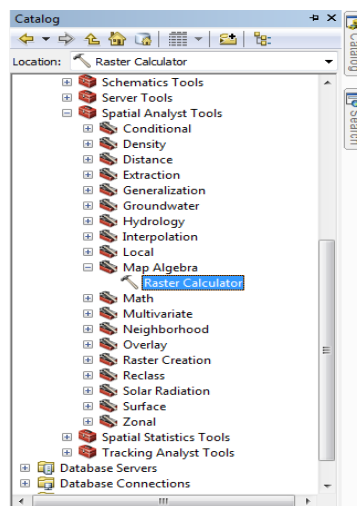 Catalog
Location: Raster Calculator
Schematics Tools
Server Tools
Spatial Analyst Tools
Conditional
Density
Distance
Extraction
Generalization
Groundwater
Hydrology
Interpolation
Local
Map Algebra
Raster Calculator
Math
Multivariate
Neighborhood
Overlay
Raster Creation
Reclass
Solar Radiation
Surface
Zonal
Spatial Statistics Tools
Tracking Analyst Tools
Database Servers
Database Connections
Catalog
Search